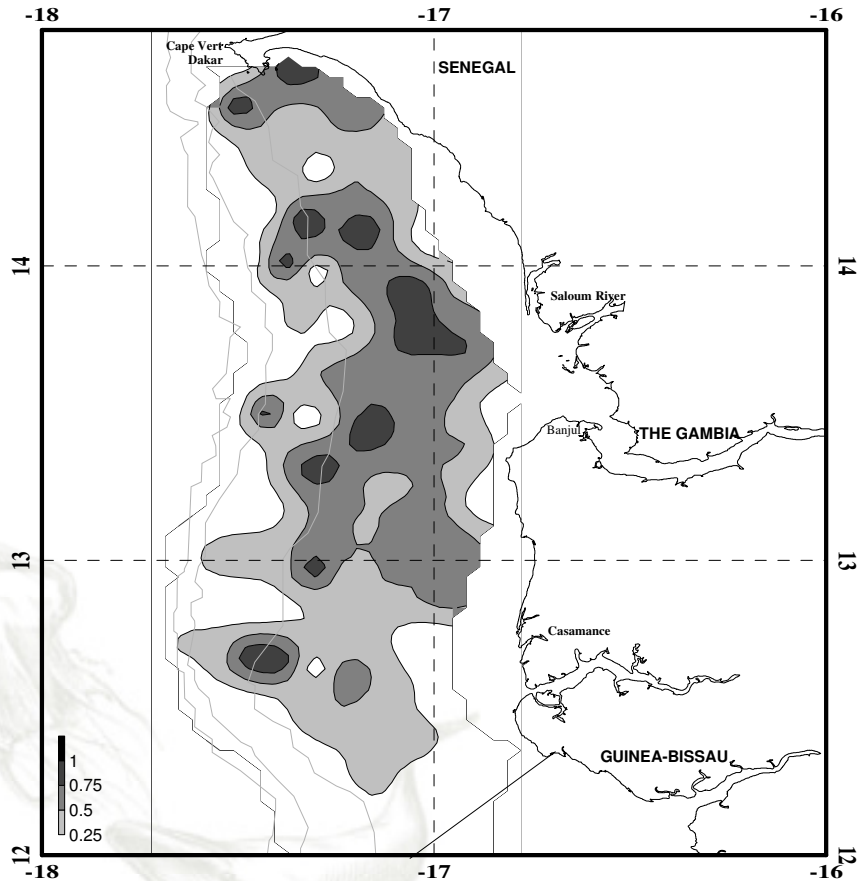 -18 -17 -16
Cape Vert
Dakar
SENEGAL
14 14
Saloum River
Banjul
THE GAMBIA
13 13
Casamance
GUINEA-BISSAU
1
0.75
0.5
0.25
12 12
-18 -17 -16